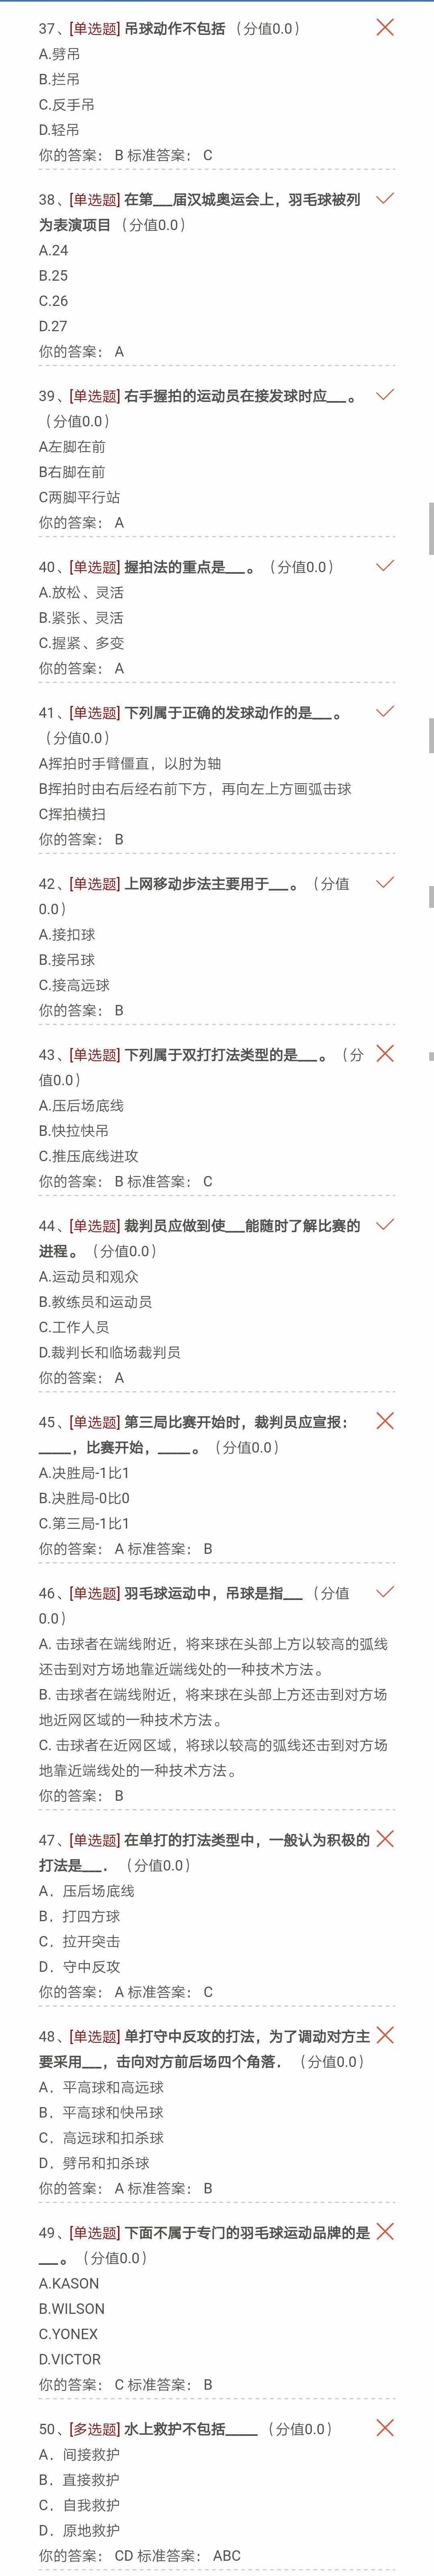 37、[单选题] 吊球动作不包括 （分值0.0）
A.劈吊
B.拦吊
C.反手吊
D.轻吊
你的答案： B 标准答案： C
38、[单选题] 在第___届汉城奥运会上，羽毛球被列
为表演项目 （分值0.0）
A.24
B.25
C.26
D.27
你的答案： A
39、[单选题] 右手握拍的运动员在接发球时应___。
（分值0.0）
A左脚在前
B右脚在前
C两脚平行站
你的答案： A
40、[单选题] 握拍法的重点是___。 （分值0.0）
A.放松、灵活
B.紧张、灵活
C.握紧、多变
你的答案： A
41、[单选题] 下列属于正确的发球动作的是___。
（分值0.0）
A挥拍时手臂僵直，以肘为轴
B挥拍时由右后经右前下方，再向左上方画弧击球
C挥拍横扫
你的答案： B
42、[单选题] 上网移动步法主要用于___。 （分值
0.0）
A.接扣球
B.接吊球
C.接高远球
你的答案： B
43、[单选题] 下列属于双打打法类型的是___。 （分
值0.0）
A.压后场底线
B.快拉快吊
C.推压底线进攻
你的答案： B 标准答案： C
44、[单选题] 裁判员应做到使___能随时了解比赛的
进程。 （分值0.0）
A.运动员和观众
B.教练员和运动员
C.工作人员
D.裁判长和临场裁判员
你的答案： A
45、[单选题] 第三局比赛开始时，裁判员应宣报：
_____，比赛开始，_____。 （分值0.0）
A.决胜局-1比1
B.决胜局-0比0
C.第三局-1比1
你的答案： A 标准答案： B
46、[单选题] 羽毛球运动中，吊球是指___ （分值
0.0）
A. 击球者在端线附近，将来球在头部上方以较高的弧线
还击到对方场地靠近端线处的一种技术方法。
B. 击球者在端线附近，将来球在头部上方还击到对方场
地近网区域的一种技术方法。
C. 击球者在近网区域，将球以较高的弧线还击到对方场
地靠近端线处的一种技术方法。
你的答案： B
47、[单选题] 在单打的打法类型中，一般认为积极的
打法是___． （分值0.0）
A．压后场底线
B．打四方球
C．拉开突击
D．守中反攻
你的答案： A 标准答案： C
48、[单选题] 单打守中反攻的打法，为了调动对方主
要采用___，击向对方前后场四个角落． （分值0.0）
A．平高球和高远球
B．平高球和快吊球
C．高远球和扣杀球
D．劈吊和扣杀球
你的答案： A 标准答案： B
49、[单选题] 下面不属于专门的羽毛球运动品牌的是
___。 （分值0.0）
A.KASON
B.WILSON
C.YONEX
D.VICTOR
你的答案： C 标准答案： B
50、[多选题] 水上救护不包括_____ （分值0.0）
A．间接救护
B．直接救护
C．自我救护
D．原地救护
你的答案： CD 标准答案： ABC